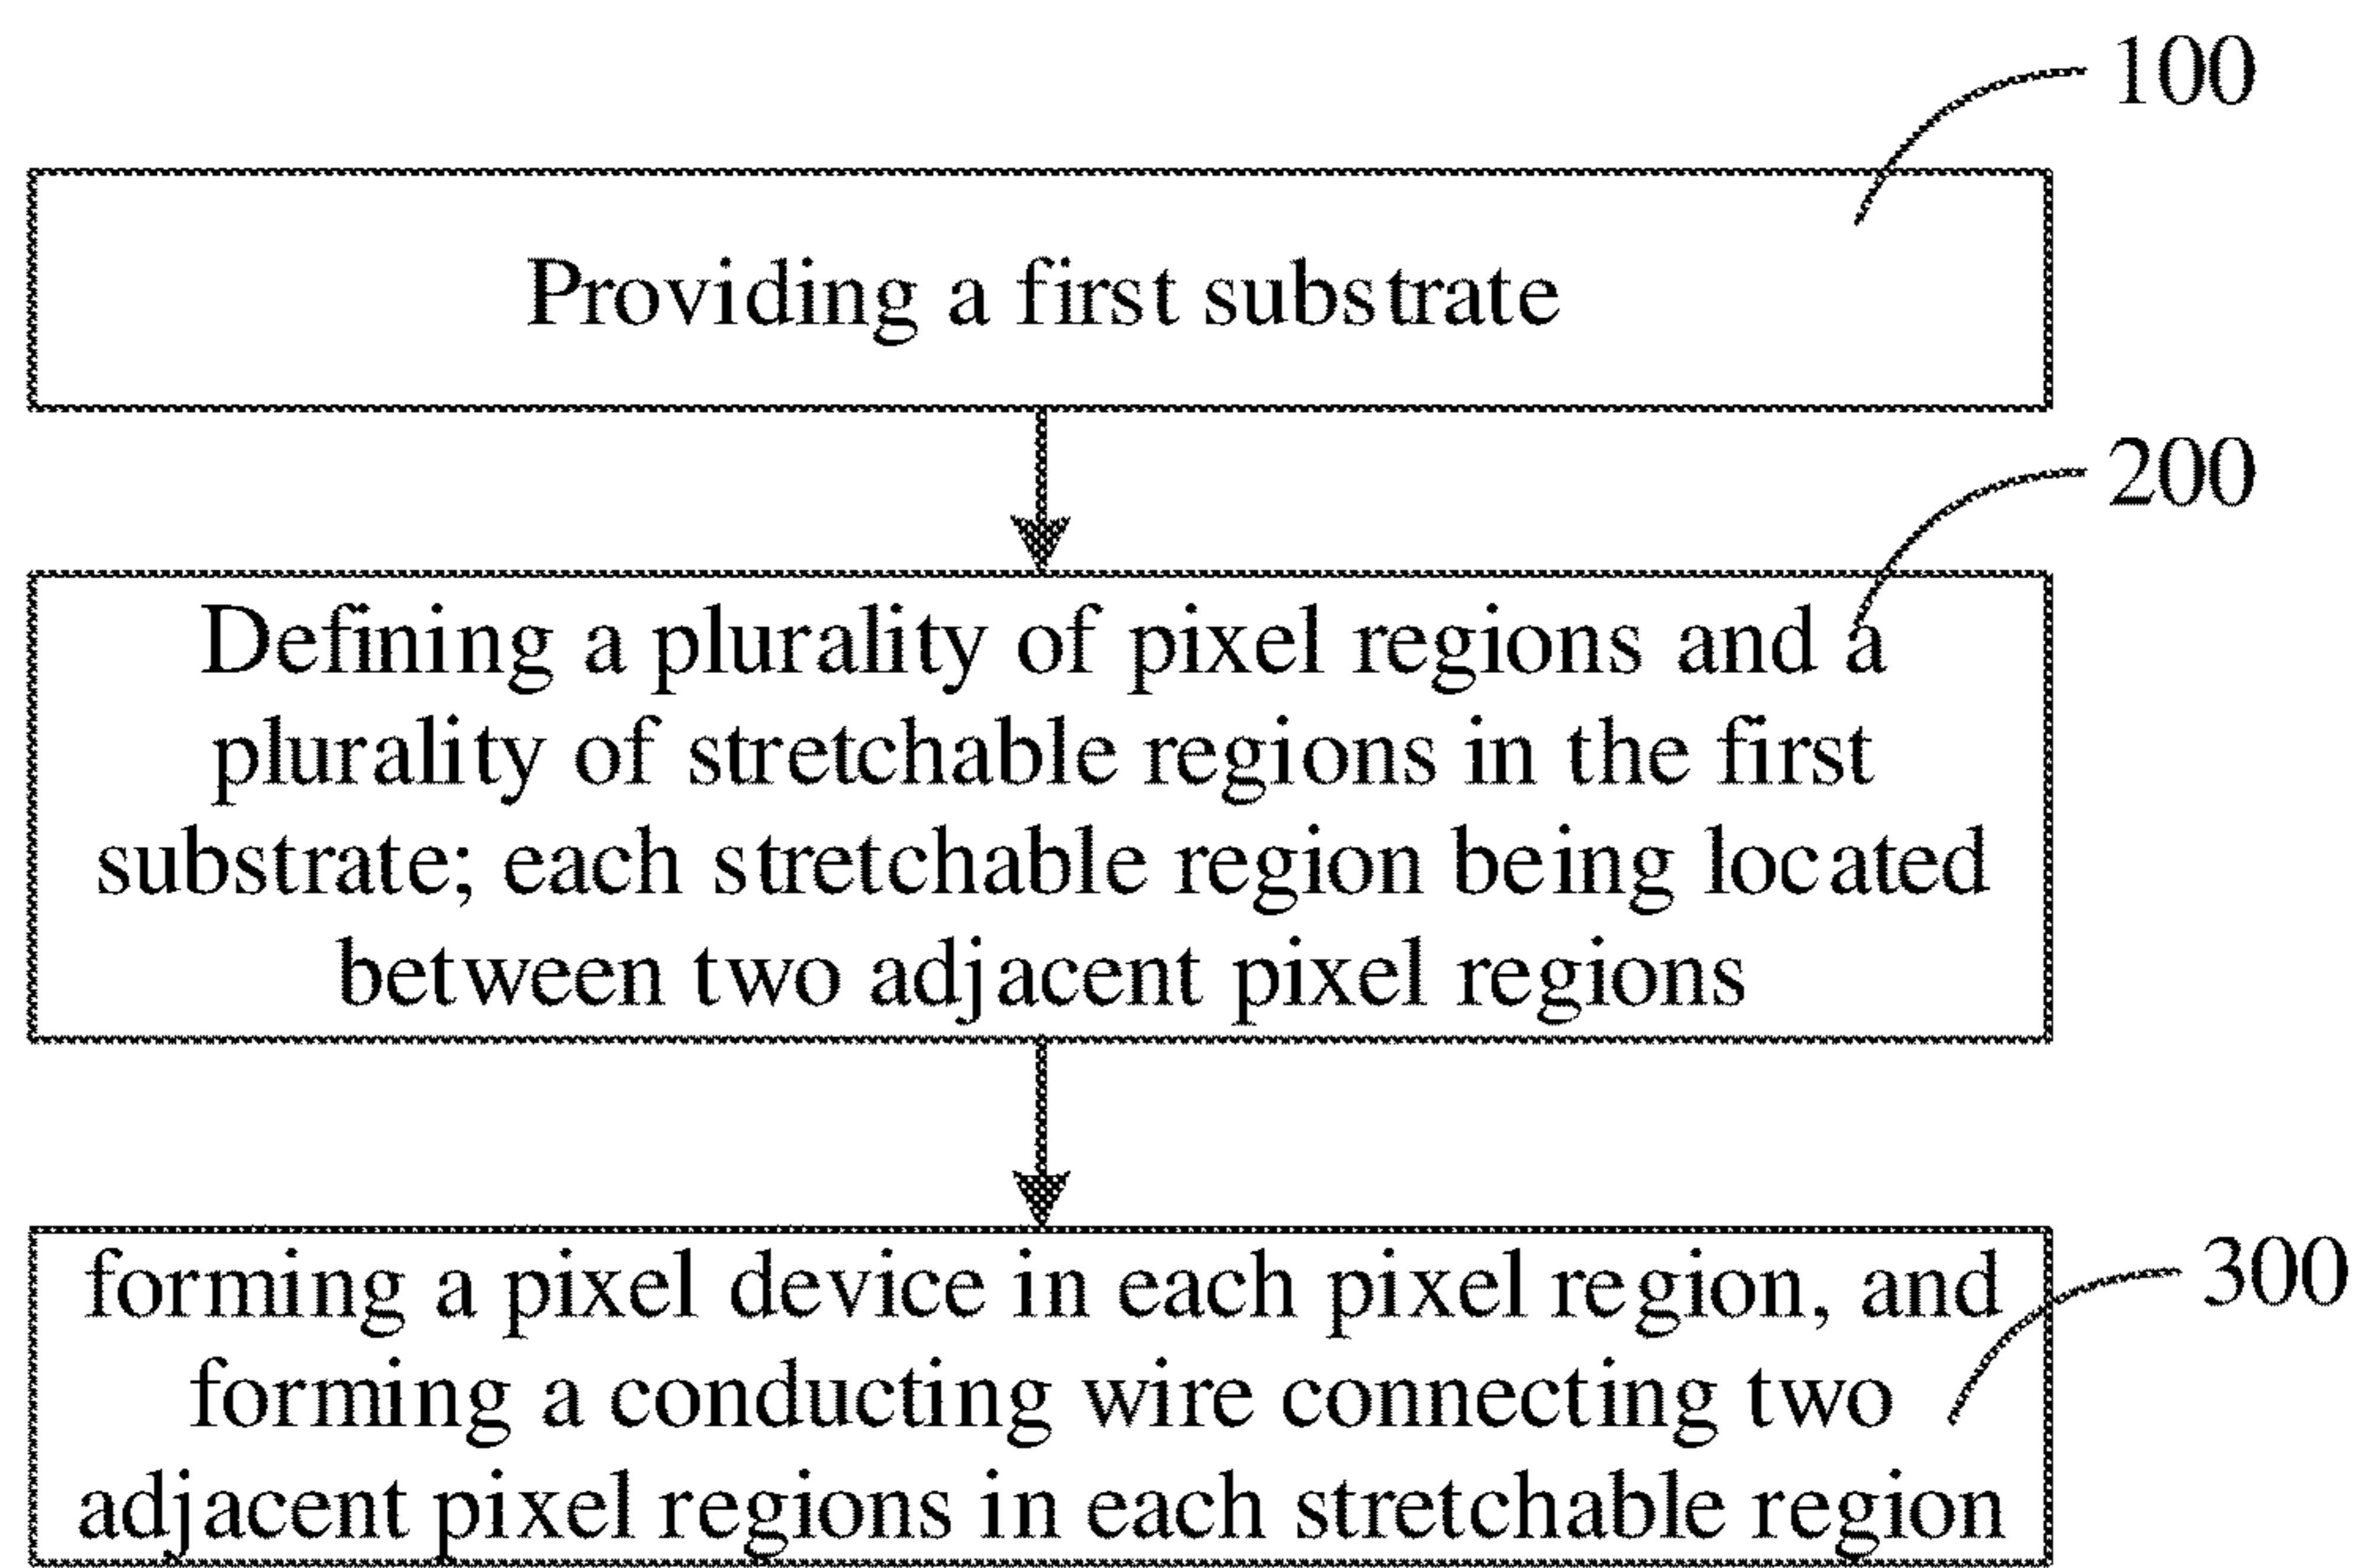 100
Providing a first substrate
200
Defining a plurality of pixel regions and a
plurality of stretchable regions in the first
substrate; each stretchable region being located
between two adjacent pixel regions
300
forming a pixel device in each pixel region, and
forming a conducting wire connecting two
adjacent pixel regions in each stretchable region